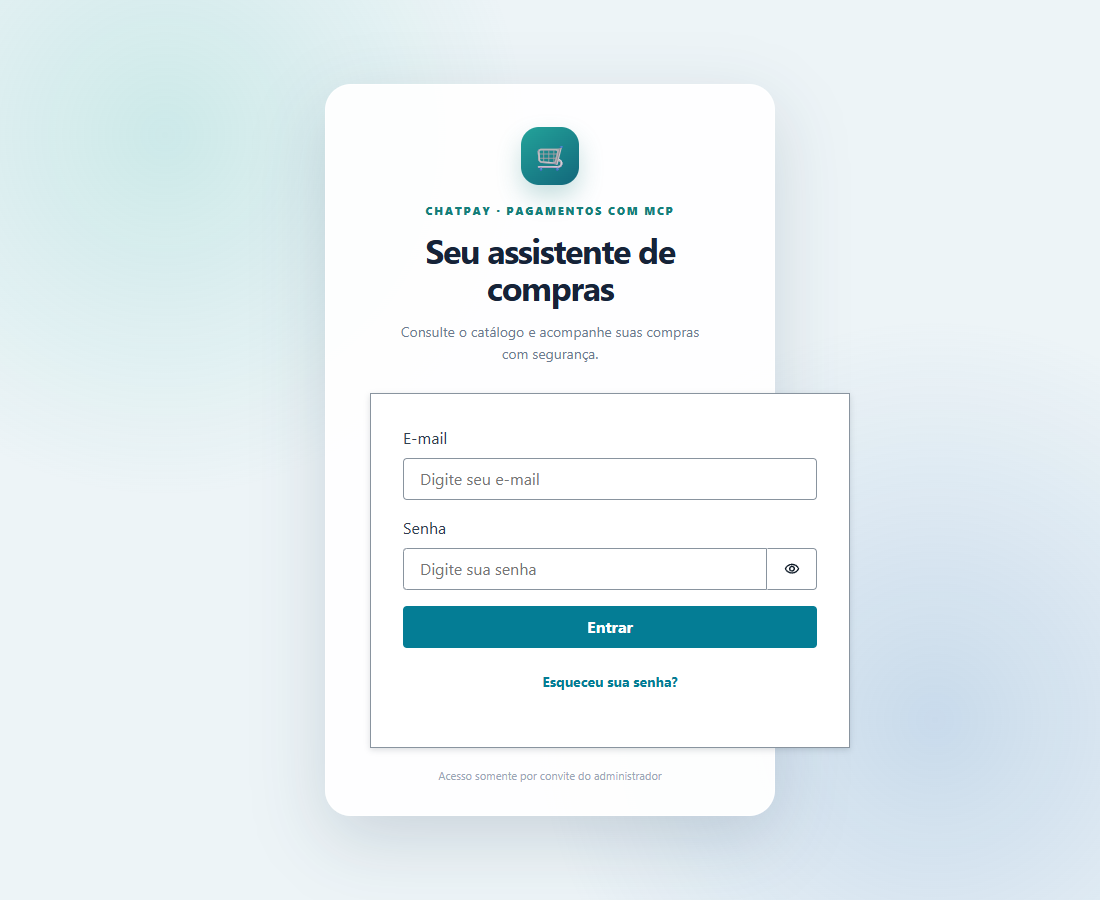 CHATPAY · PAGAMENTOS COM MCP
Seu assistente de
compras
Consulte o catálogo e acompanhe suas compras
com segurança.
E-mail
Digite seu e-mail
Senha
Digite sua senha
Entrar
Esqueceu sua senha?
Acesso somente por convite do administrador